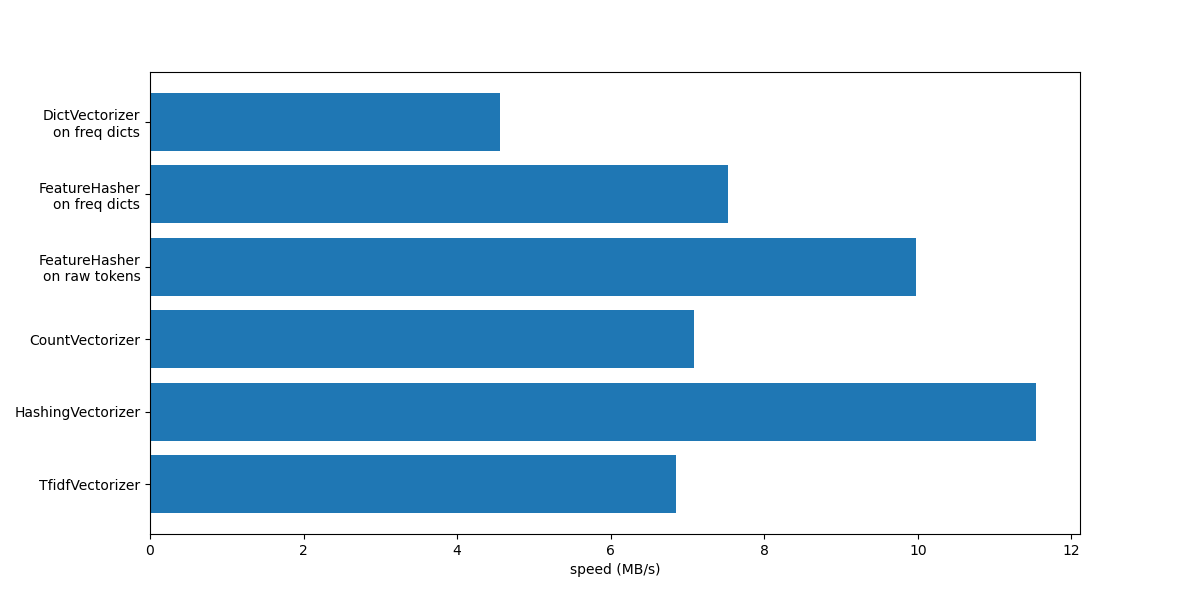 DictVectorizer
on freq dicts
FeatureHasher
on freq dicts
FeatureHasher
on raw tokens
CountVectorizer
HashingVectorizer
TfidfVectorizer
0 2 4 6 8 10 12
speed (MB/s)